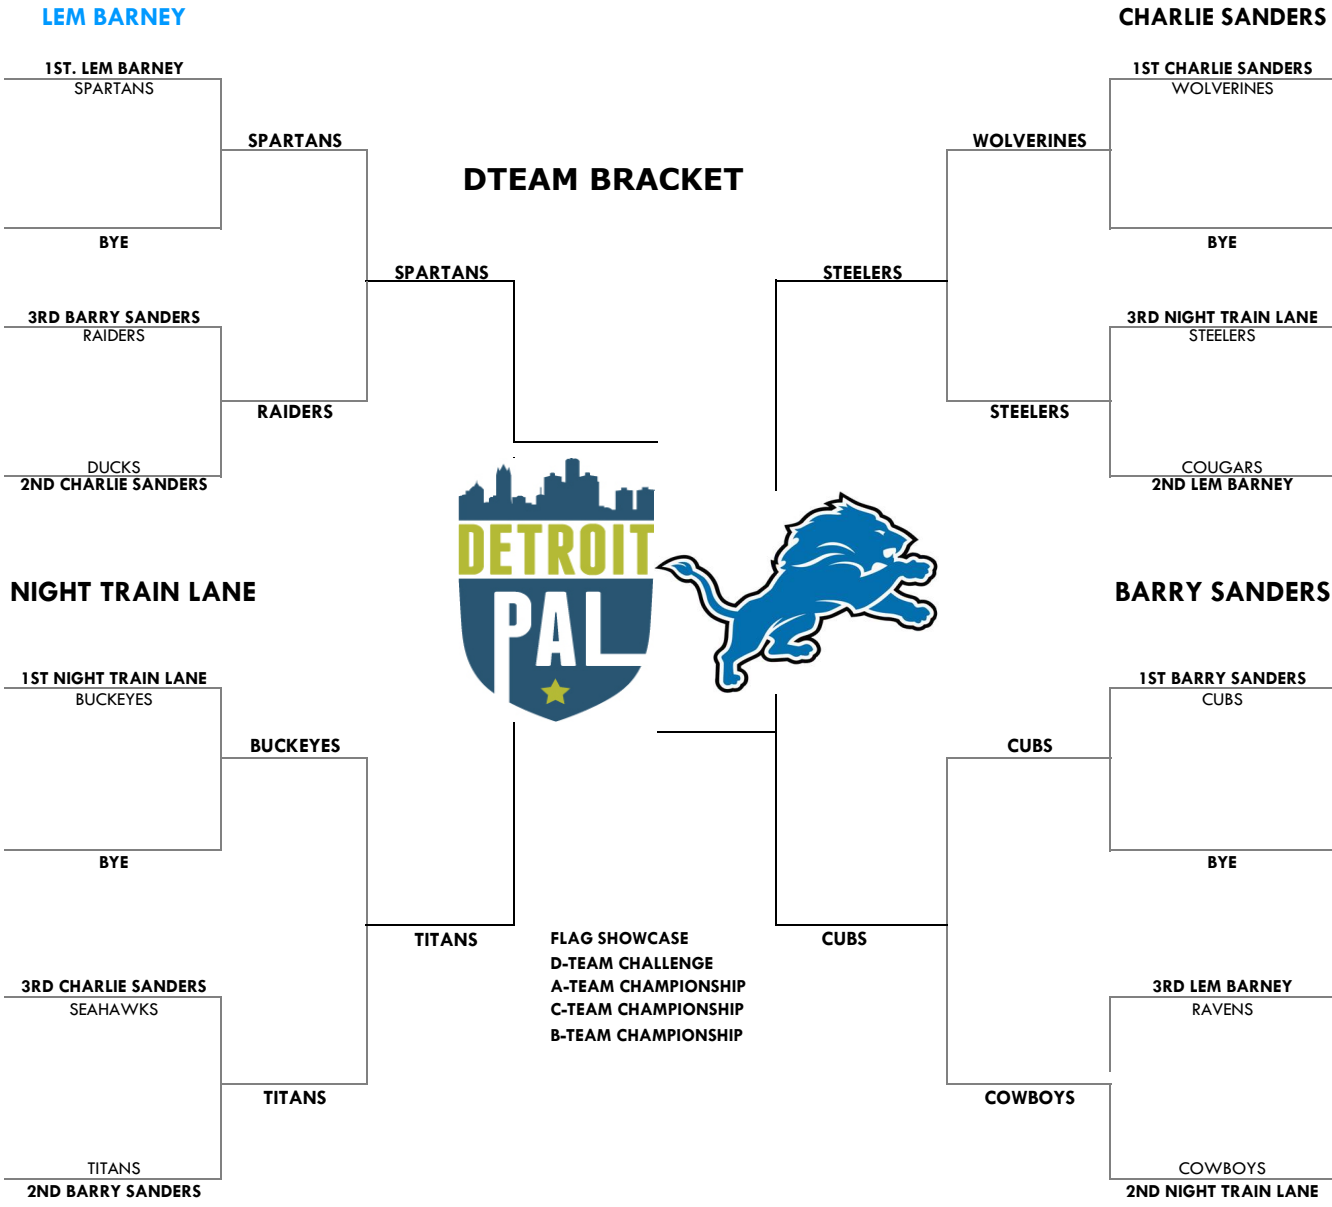 LEM BARNEY
CHARLIE SANDERS
1ST. LEM BARNEY
SPARTANS
1ST CHARLIE SANDERS
WOLVERINES
SPARTANS
WOLVERINES
DTEAM BRACKET
BYE
BYE
SPARTANS
STEELERS
3RD BARRY SANDERS
RAIDERS
3RD NIGHT TRAIN LANE
STEELERS
RAIDERS
STEELERS
DUCKS
2ND CHARLIE SANDERS
COUGARS
2ND LEM BARNEY
DETROIT
PAL
NIGHT TRAIN LANE
BARRY SANDERS
1ST NIGHT TRAIN LANE
BUCKEYES
1ST BARRY SANDERS
CUBS
BUCKEYES
CUBS
BYE
BYE
TITANS
CUBS
FLAG SHOWCASE
D-TEAM CHALLENGE
A-TEAM CHAMPIONSHIP
C-TEAM CHAMPIONSHIP
B-TEAM CHAMPIONSHIP
3RD CHARLIE SANDERS
SEAHAWKS
3RD LEM BARNEY
RAVENS
TITANS
COWBOYS
TITANS
2ND BARRY SANDERS
COWBOYS
2ND NIGHT TRAIN LANE